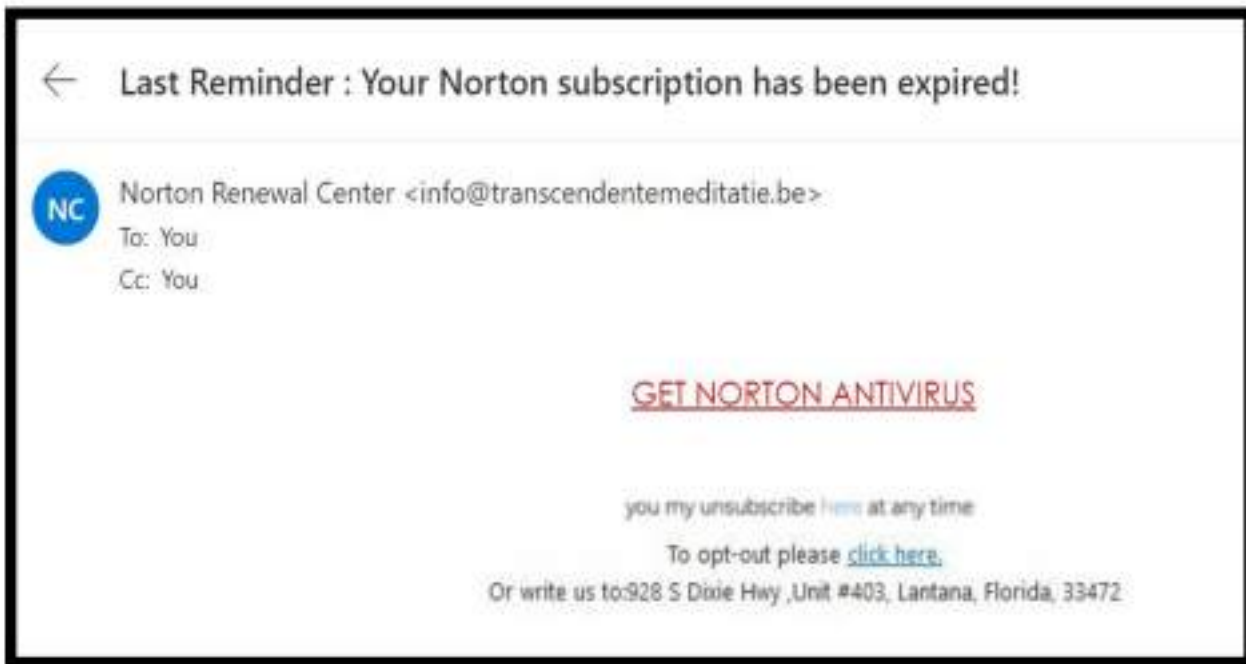 Last Reminder : Your Norton subscription has been expired!
NC
Norton Renewal Center <info@transcendentemeditatie.be>
To: You
Cc: You
GET NORTON ANTIVIRUS
you my unsubscribe here at any time
To opt-out please click here.
Or write us to:928 S Dixie Hwy ,Unit #403, Lantana, Florida, 33472